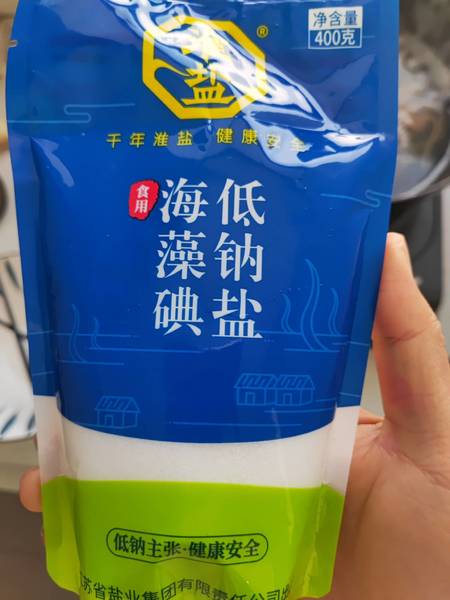 盐
®
净含量
400克
千年淮盐 健康安全
食用
低钠盐
海藻碘
低钠主张·健康安全
苏省盐业集团有限责任公司